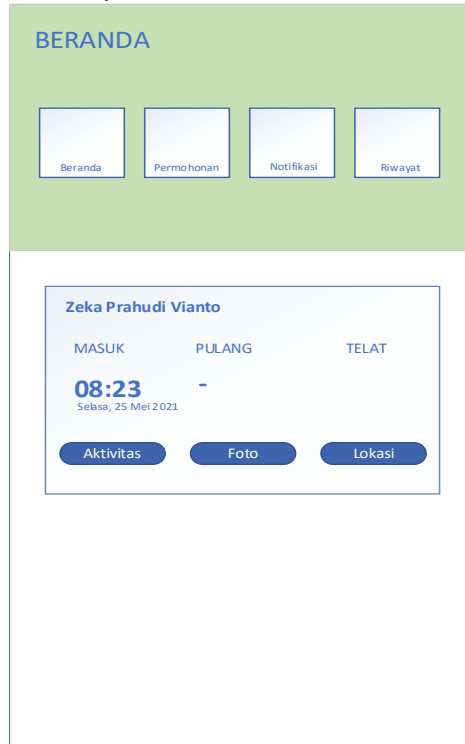 BERANDA
Beranda Permohonan Notifikasi Riwayat
Zeka Prahudi Vianto
MASUK PULANG TELAT
08:23 -
Selasa, 25 Mei 2021
Aktivitas Foto Lokasi